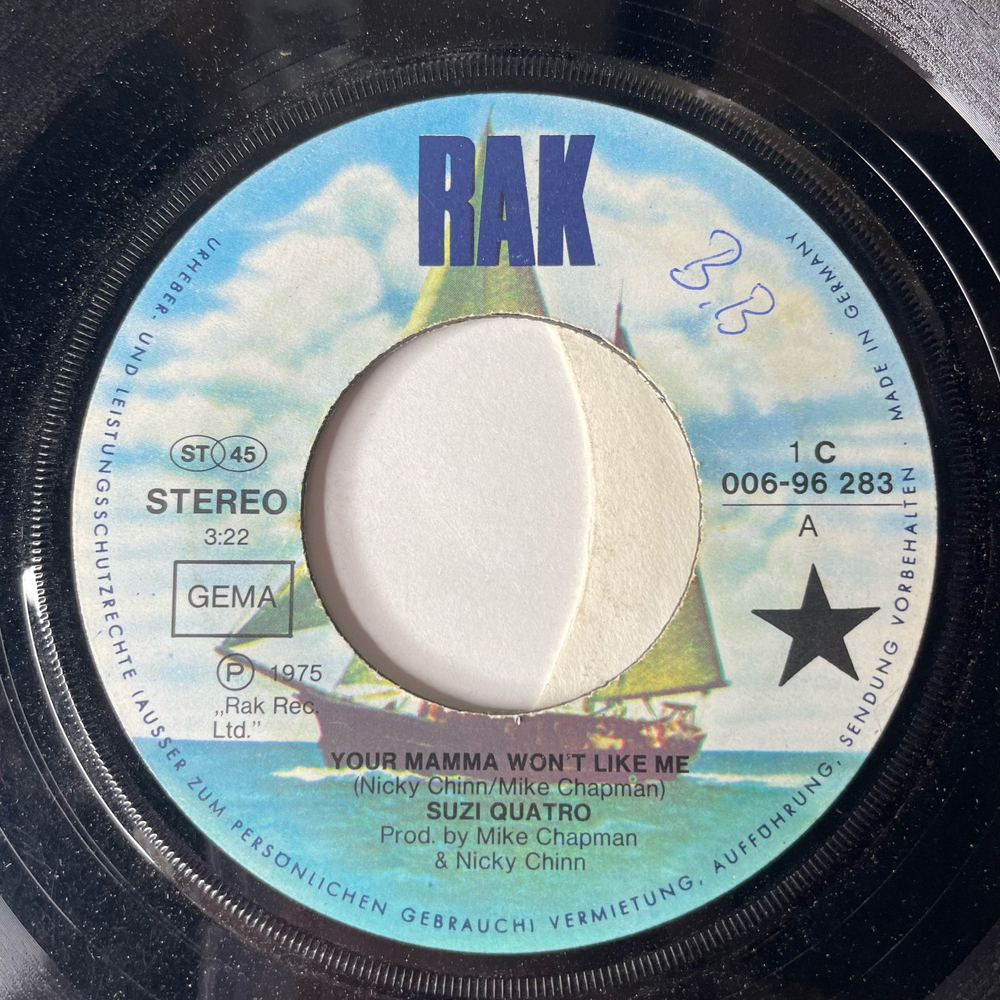 RAK
B.B
URHEBER- UND LEISTUNGSSCHUTZRECHTE (AUSSER ZUM PERSÖNLICHEN GEBRAUCH) VERMIETUNG, AUFFÜHRUNG, SENDUNG VORBEHALTEN · MADE IN GERMANY
ST 45
STEREO
3:22
GEMA
Ⓟ 1975
„Rak Rec.
Ltd.”
1 C
006-96 283
A
YOUR MAMMA WON'T LIKE ME
(Nicky Chinn/Mike Chapman)
SUZI QUATRO
Prod. by Mike Chapman
& Nicky Chinn